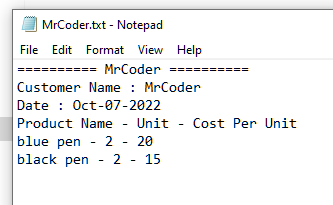 MrCoder.txt - Notepad
File Edit Format View Help
========== MrCoder ==========
Customer Name : MrCoder
Date : Oct-07-2022
Product Name - Unit - Cost Per Unit
blue pen - 2 - 20
black pen - 2 - 15